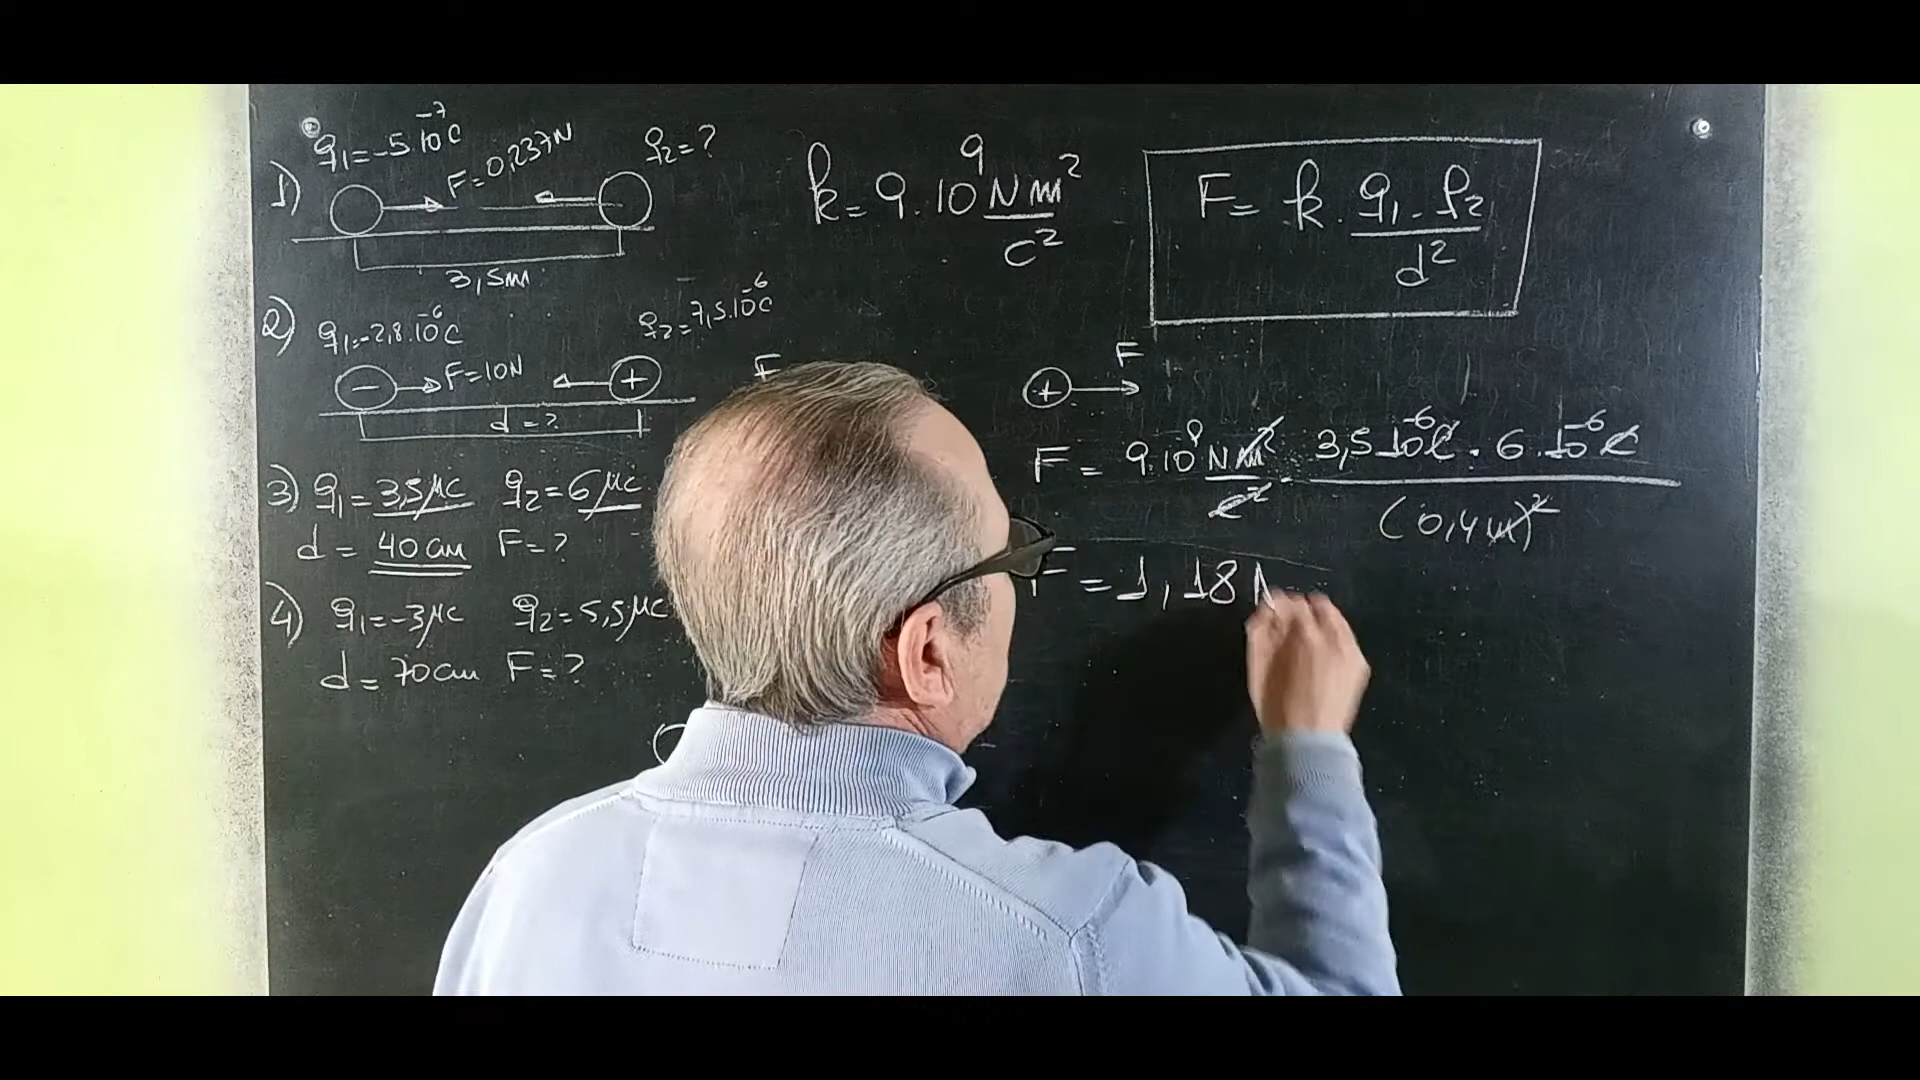 1) q₁=-5 10⁻⁷C F=0,237N q₂=?
3,5m
2) q₁=-2,8.10⁻⁶C q₂=7,5.10⁻⁶C
- F=10N +
d=?
3) q₁=3,5μC q₂=6μC
d=40cm F=?
4) q₁=-3μC q₂=5,5μC
d=70cm F=?
k=9.10⁹ N m²/C²
F=k. q₁.q₂/d²
F
+ F
F=9.10⁹ Nm²/C² . 3,5 10⁻⁶C . 6.10⁻⁶C/(0,4m)²
F=1,18 N